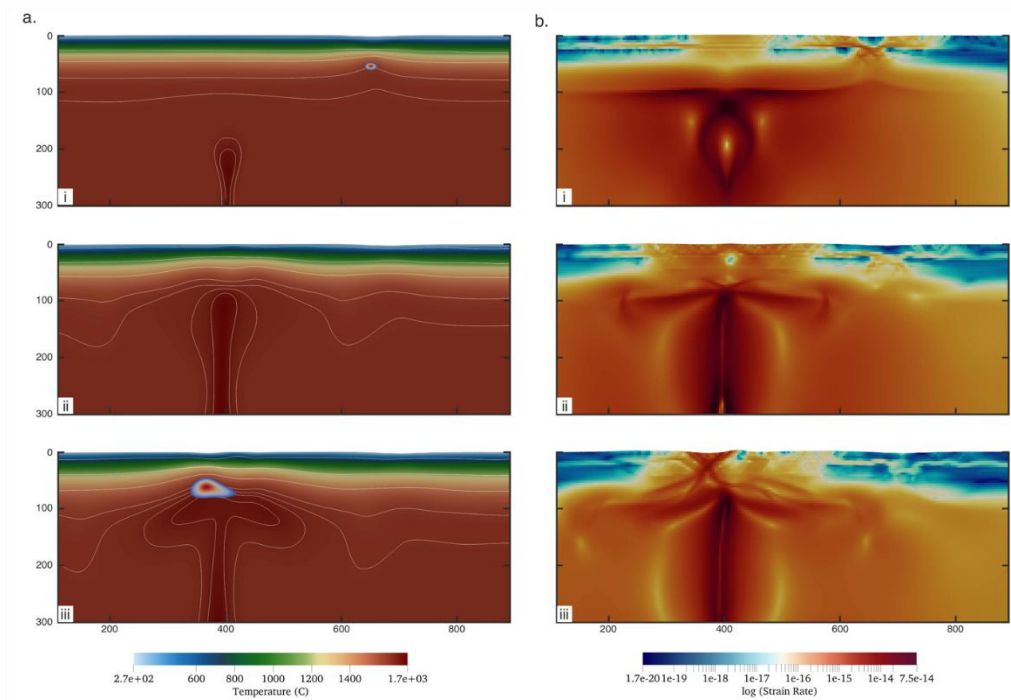 a.
b.
0
100
200
300
i
i
0
100
200
300
ii
ii
0
100
200
300
iii
iii
200 400 600 800
200 400 600 800
2.7e+02 600 800 1000 1200 1400 1.7e+03
Temperature (C)
1.7e-20 1e-19 1e-18 1e-17 1e-16 1e-15 1e-14 7.5e-14
log (Strain Rate)